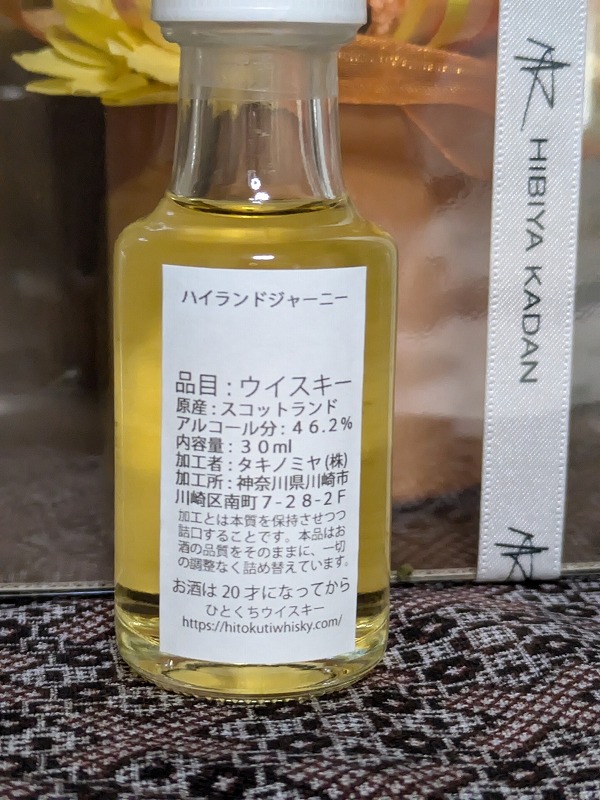 ハイランドジャーニー
品目：ウイスキー
原産：スコットランド
アルコール分：４６.２%
内容量：３０ml
加工者：タキノミヤ(株)
加工所：神奈川県川崎市
川崎区南町７-２８-２F
加工とは本質を保持させつつ
詰口することです。本品はお
酒の品質をそのままに、一切
の調整なく詰め替えています。
お酒は20才になってから
ひとくちウイスキー
https://hitokutiwhisky.com/
HIBIYA KADAN